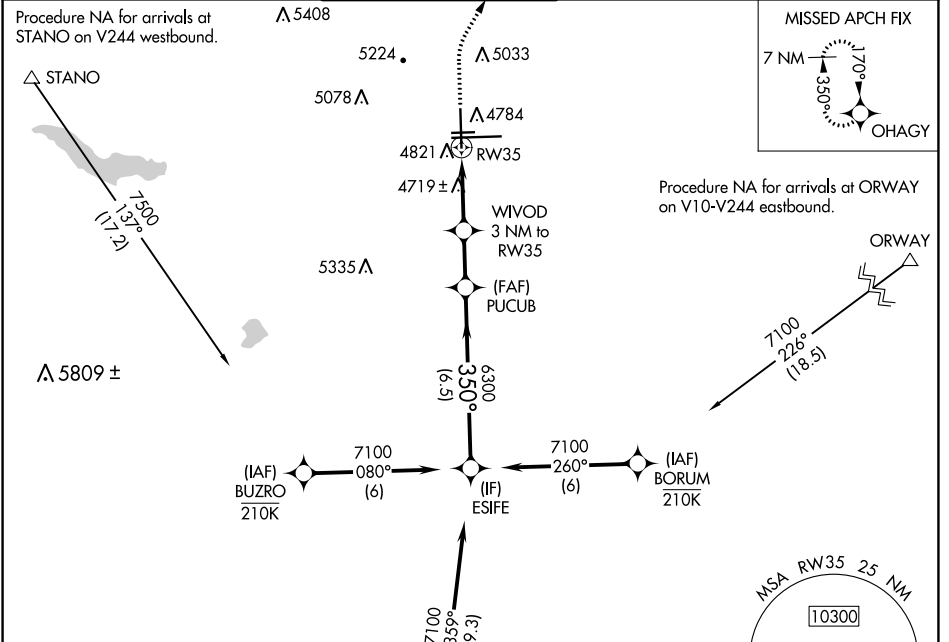 Procedure NA for arrivals at
STANO on V244 westbound.
5408
5224
5033
5078
MISSED APCH FIX
7 NM
170°
350°
OHAGY
STANO
4784
4821
RW35
4719 ±
7500
137°
(17.2)
WIVOD
3 NM to
RW35
Procedure NA for arrivals at ORWAY
on V10-V244 eastbound.
ORWAY
5335
(FAF)
PUCUB
7100
226°
(18.5)
5809 ±
6300
350°
(6.5)
(IAF)
BUZRO
210K
7100
080°
(6)
(IF)
ESIFE
7100
260°
(6)
(IAF)
BORUM
210K
7100
359°
9.3)
MSA RW35 25 NM
10300